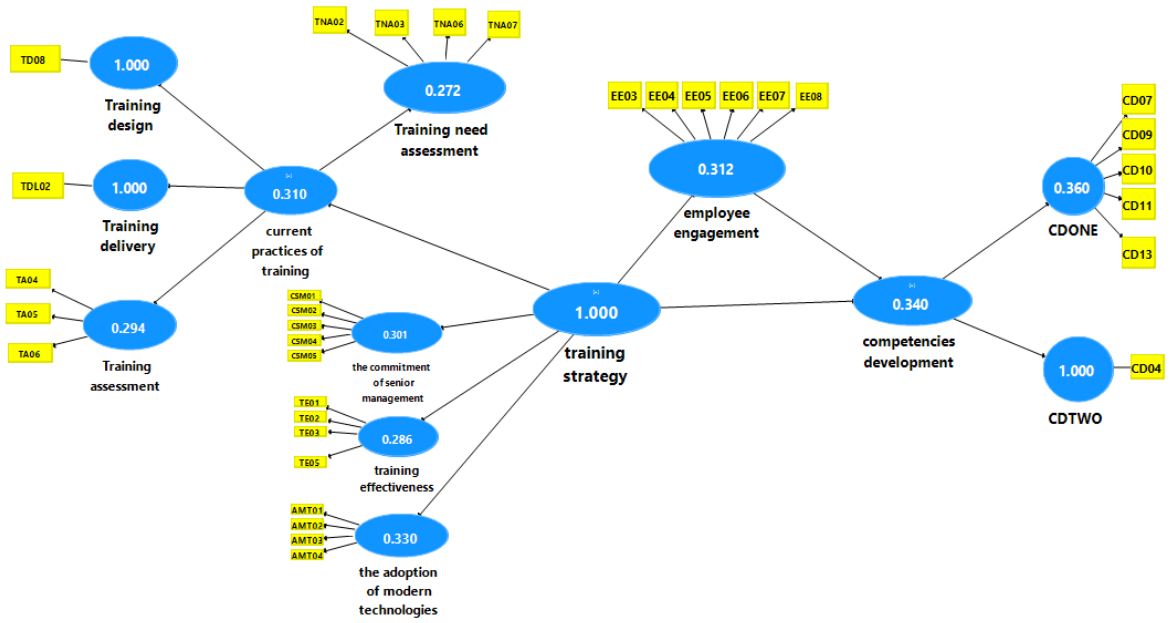 TNA02
TNA03
TNA06
TNA07
TD08
1.000
Training
design
0.272
Training need
assessment
EE03
EE04
EE05
EE06
EE07
EE08
CD07
CD09
CD10
CD11
CD13
TDL02
1.000
Training
delivery
0.310
current
practices of
training
0.312
employee
engagement
0.360
CDONE
TA04
TA05
TA06
0.294
Training
assessment
CSM01
CSM02
CSM03
CSM04
CSM05
0.301
the commitment
of senior
management
1.000
training
strategy
0.340
competencies
development
1.000
CDTWO
CD04
TE01
TE02
TE03
TE05
0.286
training
effectiveness
AMT01
AMT02
AMT03
AMT04
0.330
the adoption
of modern
technologies